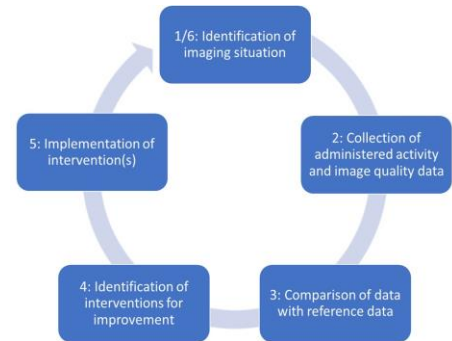 1/6: Identification of
imaging situation
2: Collection of
administered activity
and image quality data
3: Comparison of data
with reference data
4: Identification of
interventions for
improvement
5: Implementation of
intervention(s)